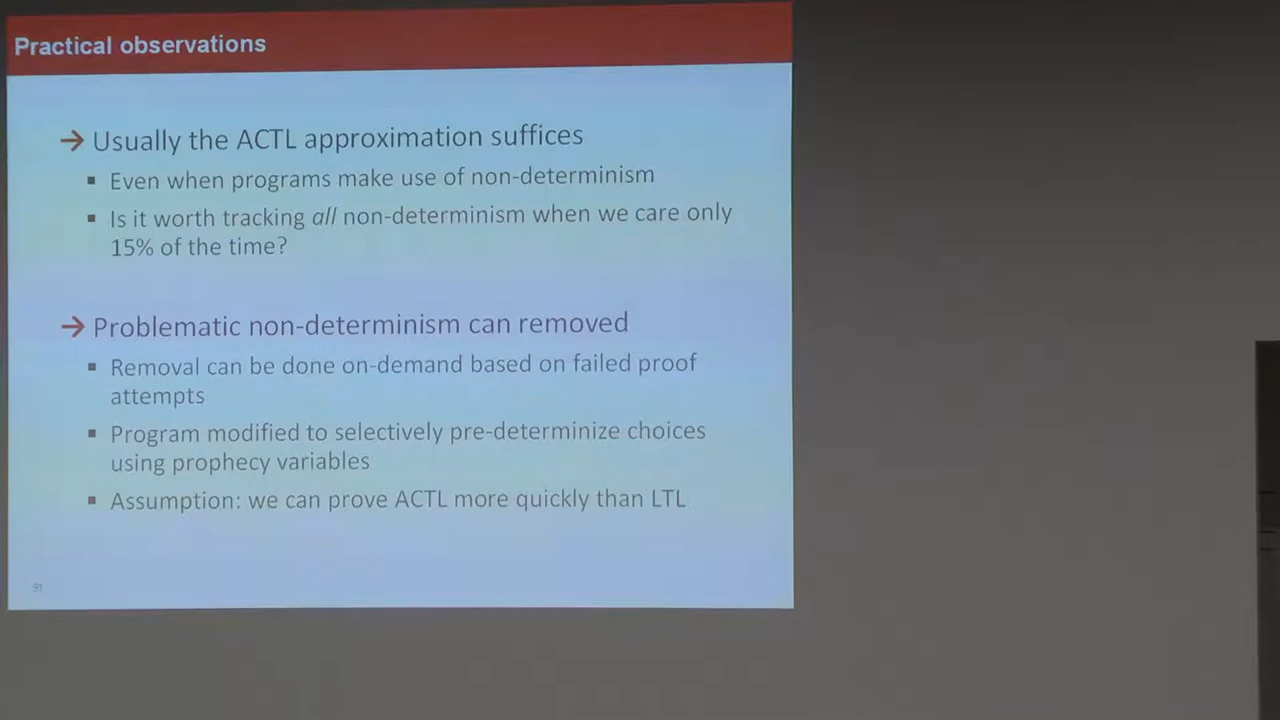 Practical observations
→ Usually the ACTL approximation suffices
▪ Even when programs make use of non-determinism
▪ Is it worth tracking all non-determinism when we care only
15% of the time?
→ Problematic non-determinism can removed
▪ Removal can be done on-demand based on failed proof
attempts
▪ Program modified to selectively pre-determinize choices
using prophecy variables
▪ Assumption: we can prove ACTL more quickly than LTL
91